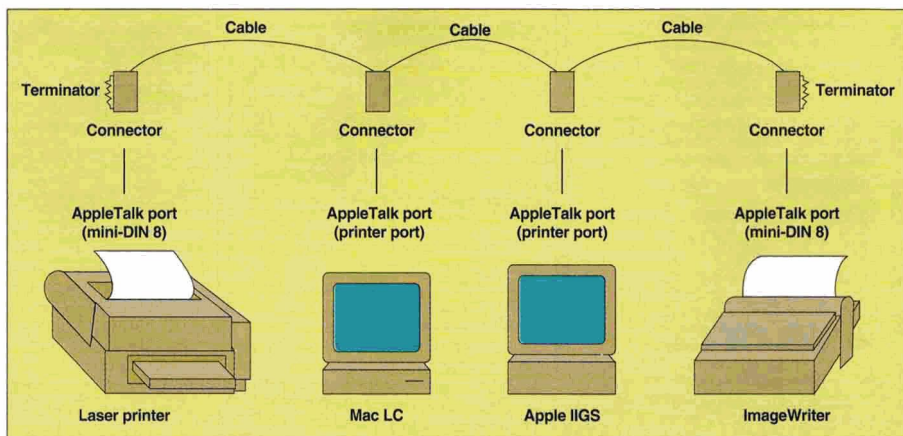 Cable Cable Cable
Terminator Terminator
Connector Connector Connector Connector
AppleTalk port AppleTalk port AppleTalk port AppleTalk port
(mini-DIN 8) (printer port) (printer port) (mini-DIN 8)
Laser printer Mac LC Apple IIGS ImageWriter